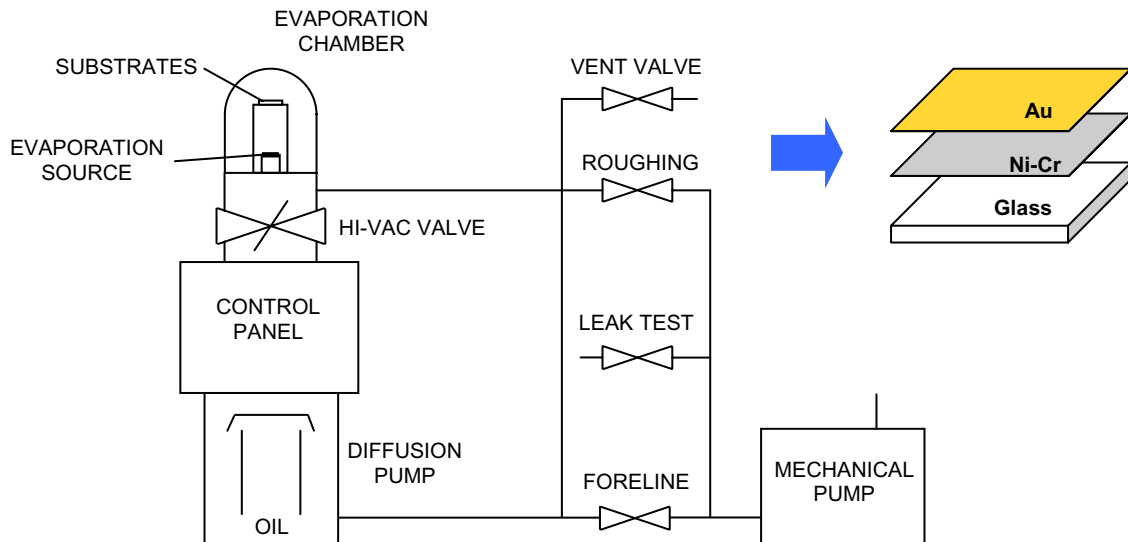 EVAPORATION
CHAMBER
SUBSTRATES
EVAPORATION
SOURCE
HI-VAC VALVE
CONTROL
PANEL
DIFFUSION
PUMP
OIL
VENT VALVE
ROUGHING
LEAK TEST
FORELINE
MECHANICAL
PUMP
Au
Ni-Cr
Glass